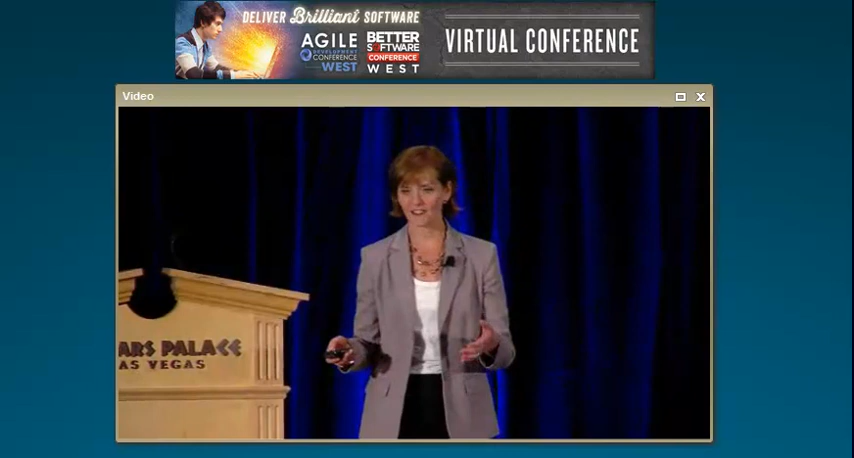 DELIVER Brilliant SOFTWARE
AGILE
DEVELOPMENT
CONFERENCE
WEST
BETTER
SOFTWARE
CONFERENCE
WEST
VIRTUAL CONFERENCE
Video
ARS PALACE
AS VEGAS